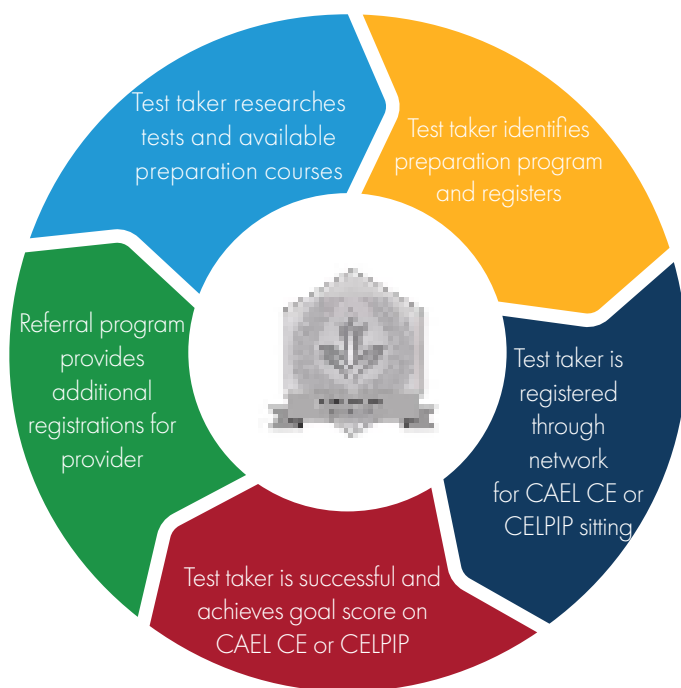 Test taker researches
tests and available
preparation courses
Test taker identifies
preparation program
and registers
Test taker is
registered
through
network
for CAEL CE or
CELPIP sitting
Test taker is successful and
achieves goal score on
CAEL CE or CELPIP
Referral program
provides
additional
registrations for
provider